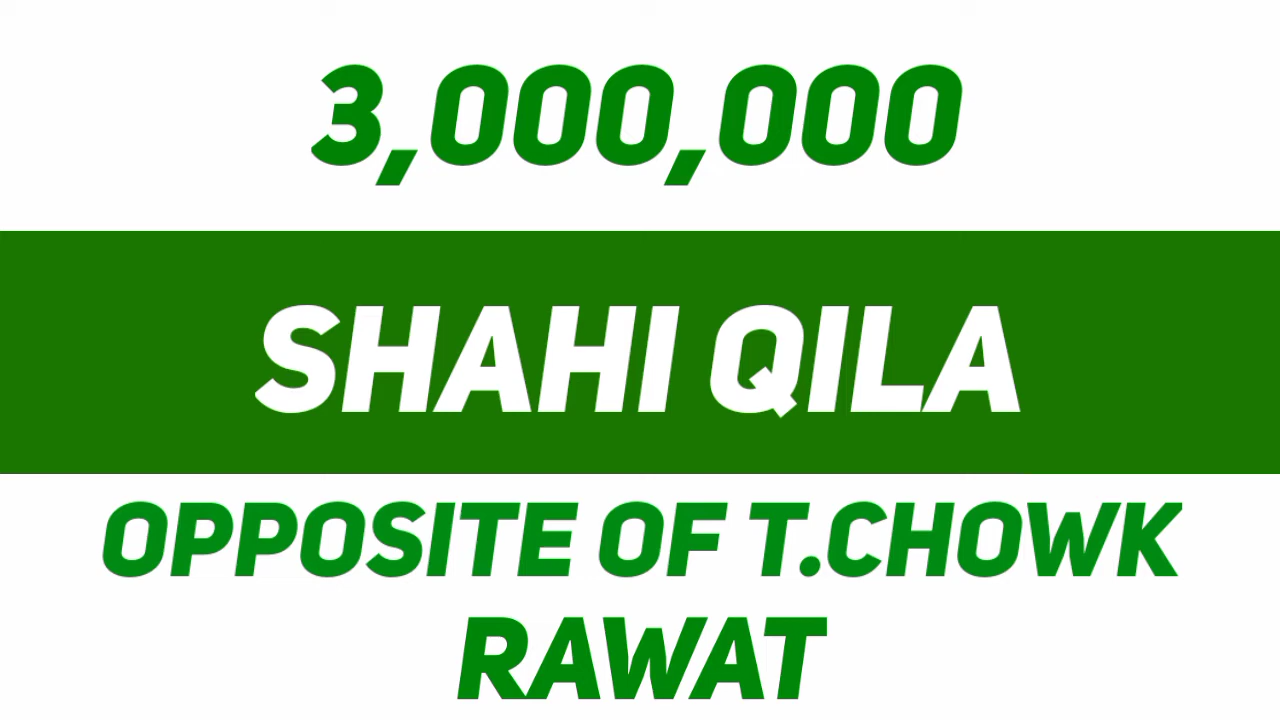 3,000,000
SHAHI QILA
OPPOSITE OF T.CHOWK
RAWAT